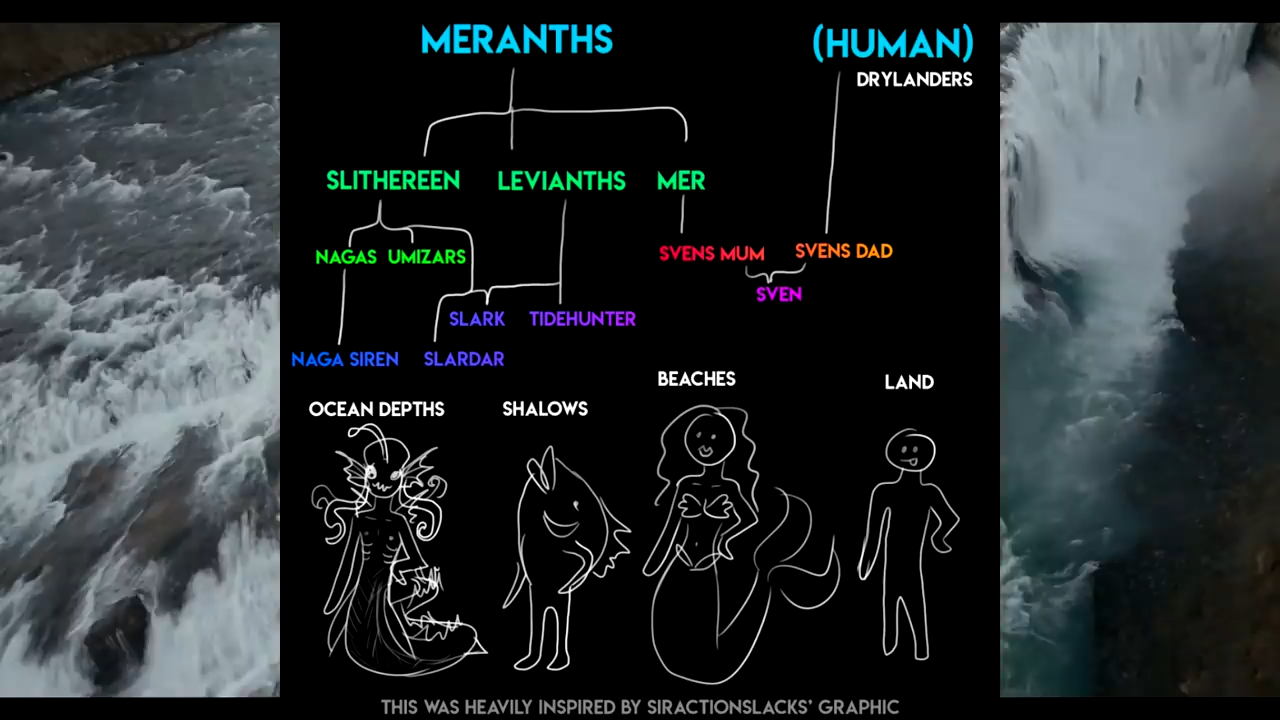 MERANTHS
(HUMAN)
DRYLANDERS
SLITHEREEN LEVIANTHS MER
NAGAS UMIZARS SVENS MUM SVENS DAD
SVEN
SLARK TIDEHUNTER
NAGA SIREN SLARDAR
BEACHES LAND
OCEAN DEPTHS SHALOWS
THIS WAS HEAVILY INSPIRED BY SIRACTIONSLACKS' GRAPHIC